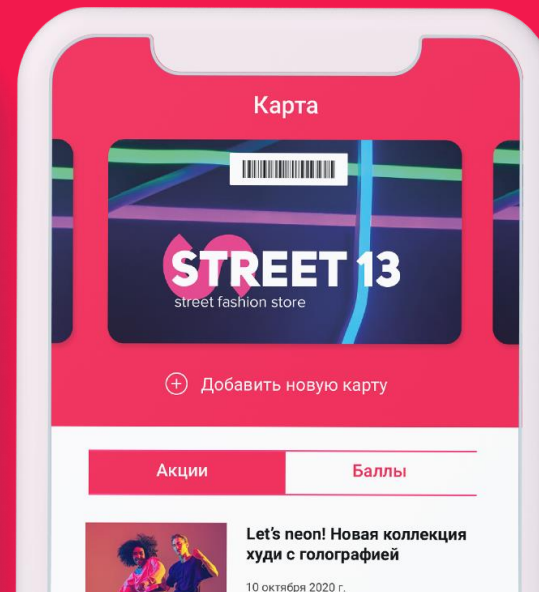 Карта
STREET 13
street fashion store
Добавить новую карту
Акции
Баллы
Let's neon! Новая коллекция
худи с голографией
10 октября 2020 г.